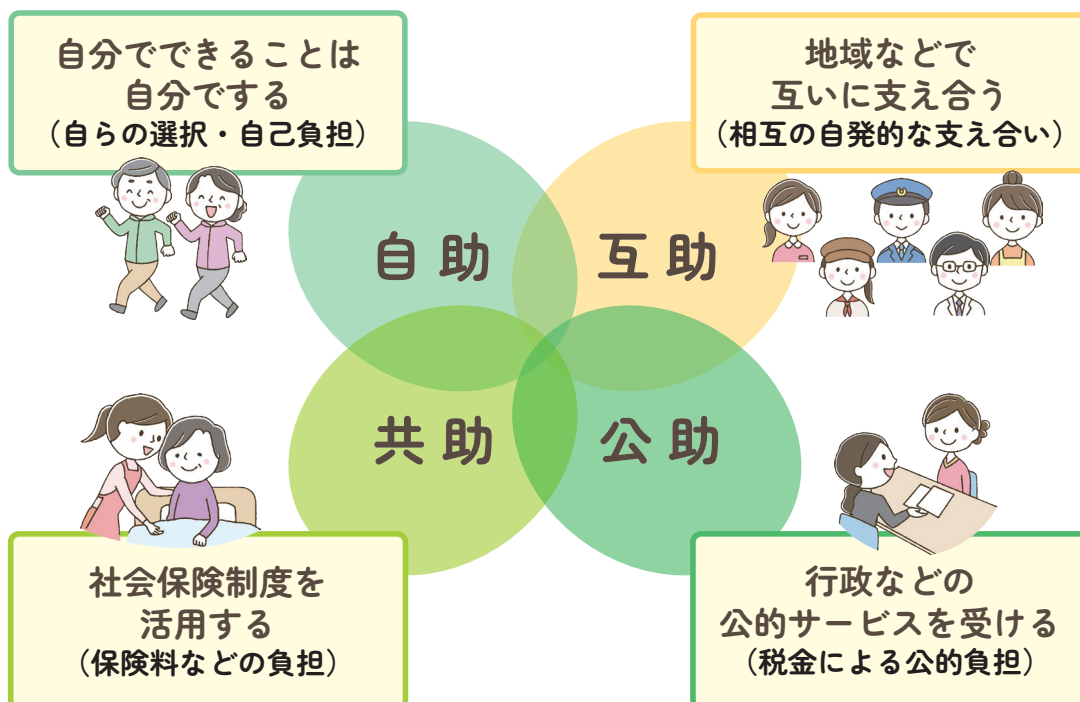 自分でできることは
自分でする
（自らの選択・自己負担）
地域などで
互いに支え合う
（相互の自発的な支え合い）
自助
互助
共助
公助
社会保険制度を
活用する
（保険料などの負担）
行政などの
公的サービスを受ける
（税金による公的負担）